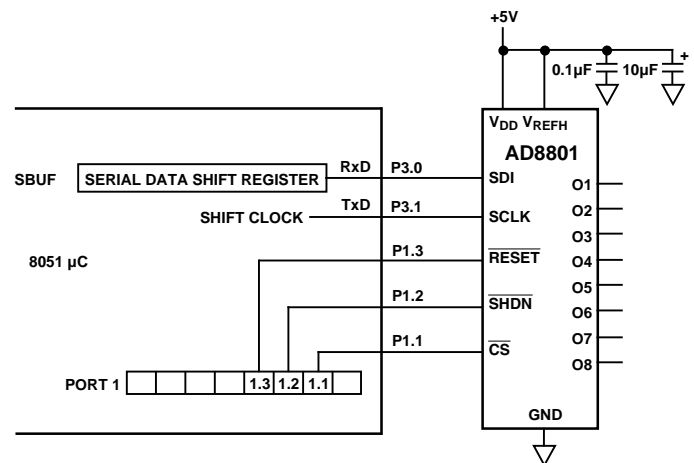 +5V
0.1µF
10µF
+
VDD VREFH
AD8801
RxD P3.0
SDI
SBUF SERIAL DATA SHIFT REGISTER
O1
TxD P3.1
SHIFT CLOCK
SCLK
O2
O3
P1.3
8051 µC
RESET
O4
O5
P1.2
SHDN
O6
O7
P1.1
CS
O8
PORT 1 1.3 1.2 1.1
GND